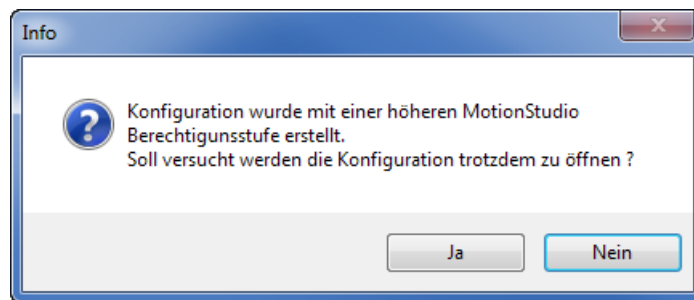 Info
Konfiguration wurde mit einer höheren MotionStudio
Berechtigunsstufe erstellt.
Soll versucht werden die Konfiguration trotzdem zu öffnen ?
Ja
Nein